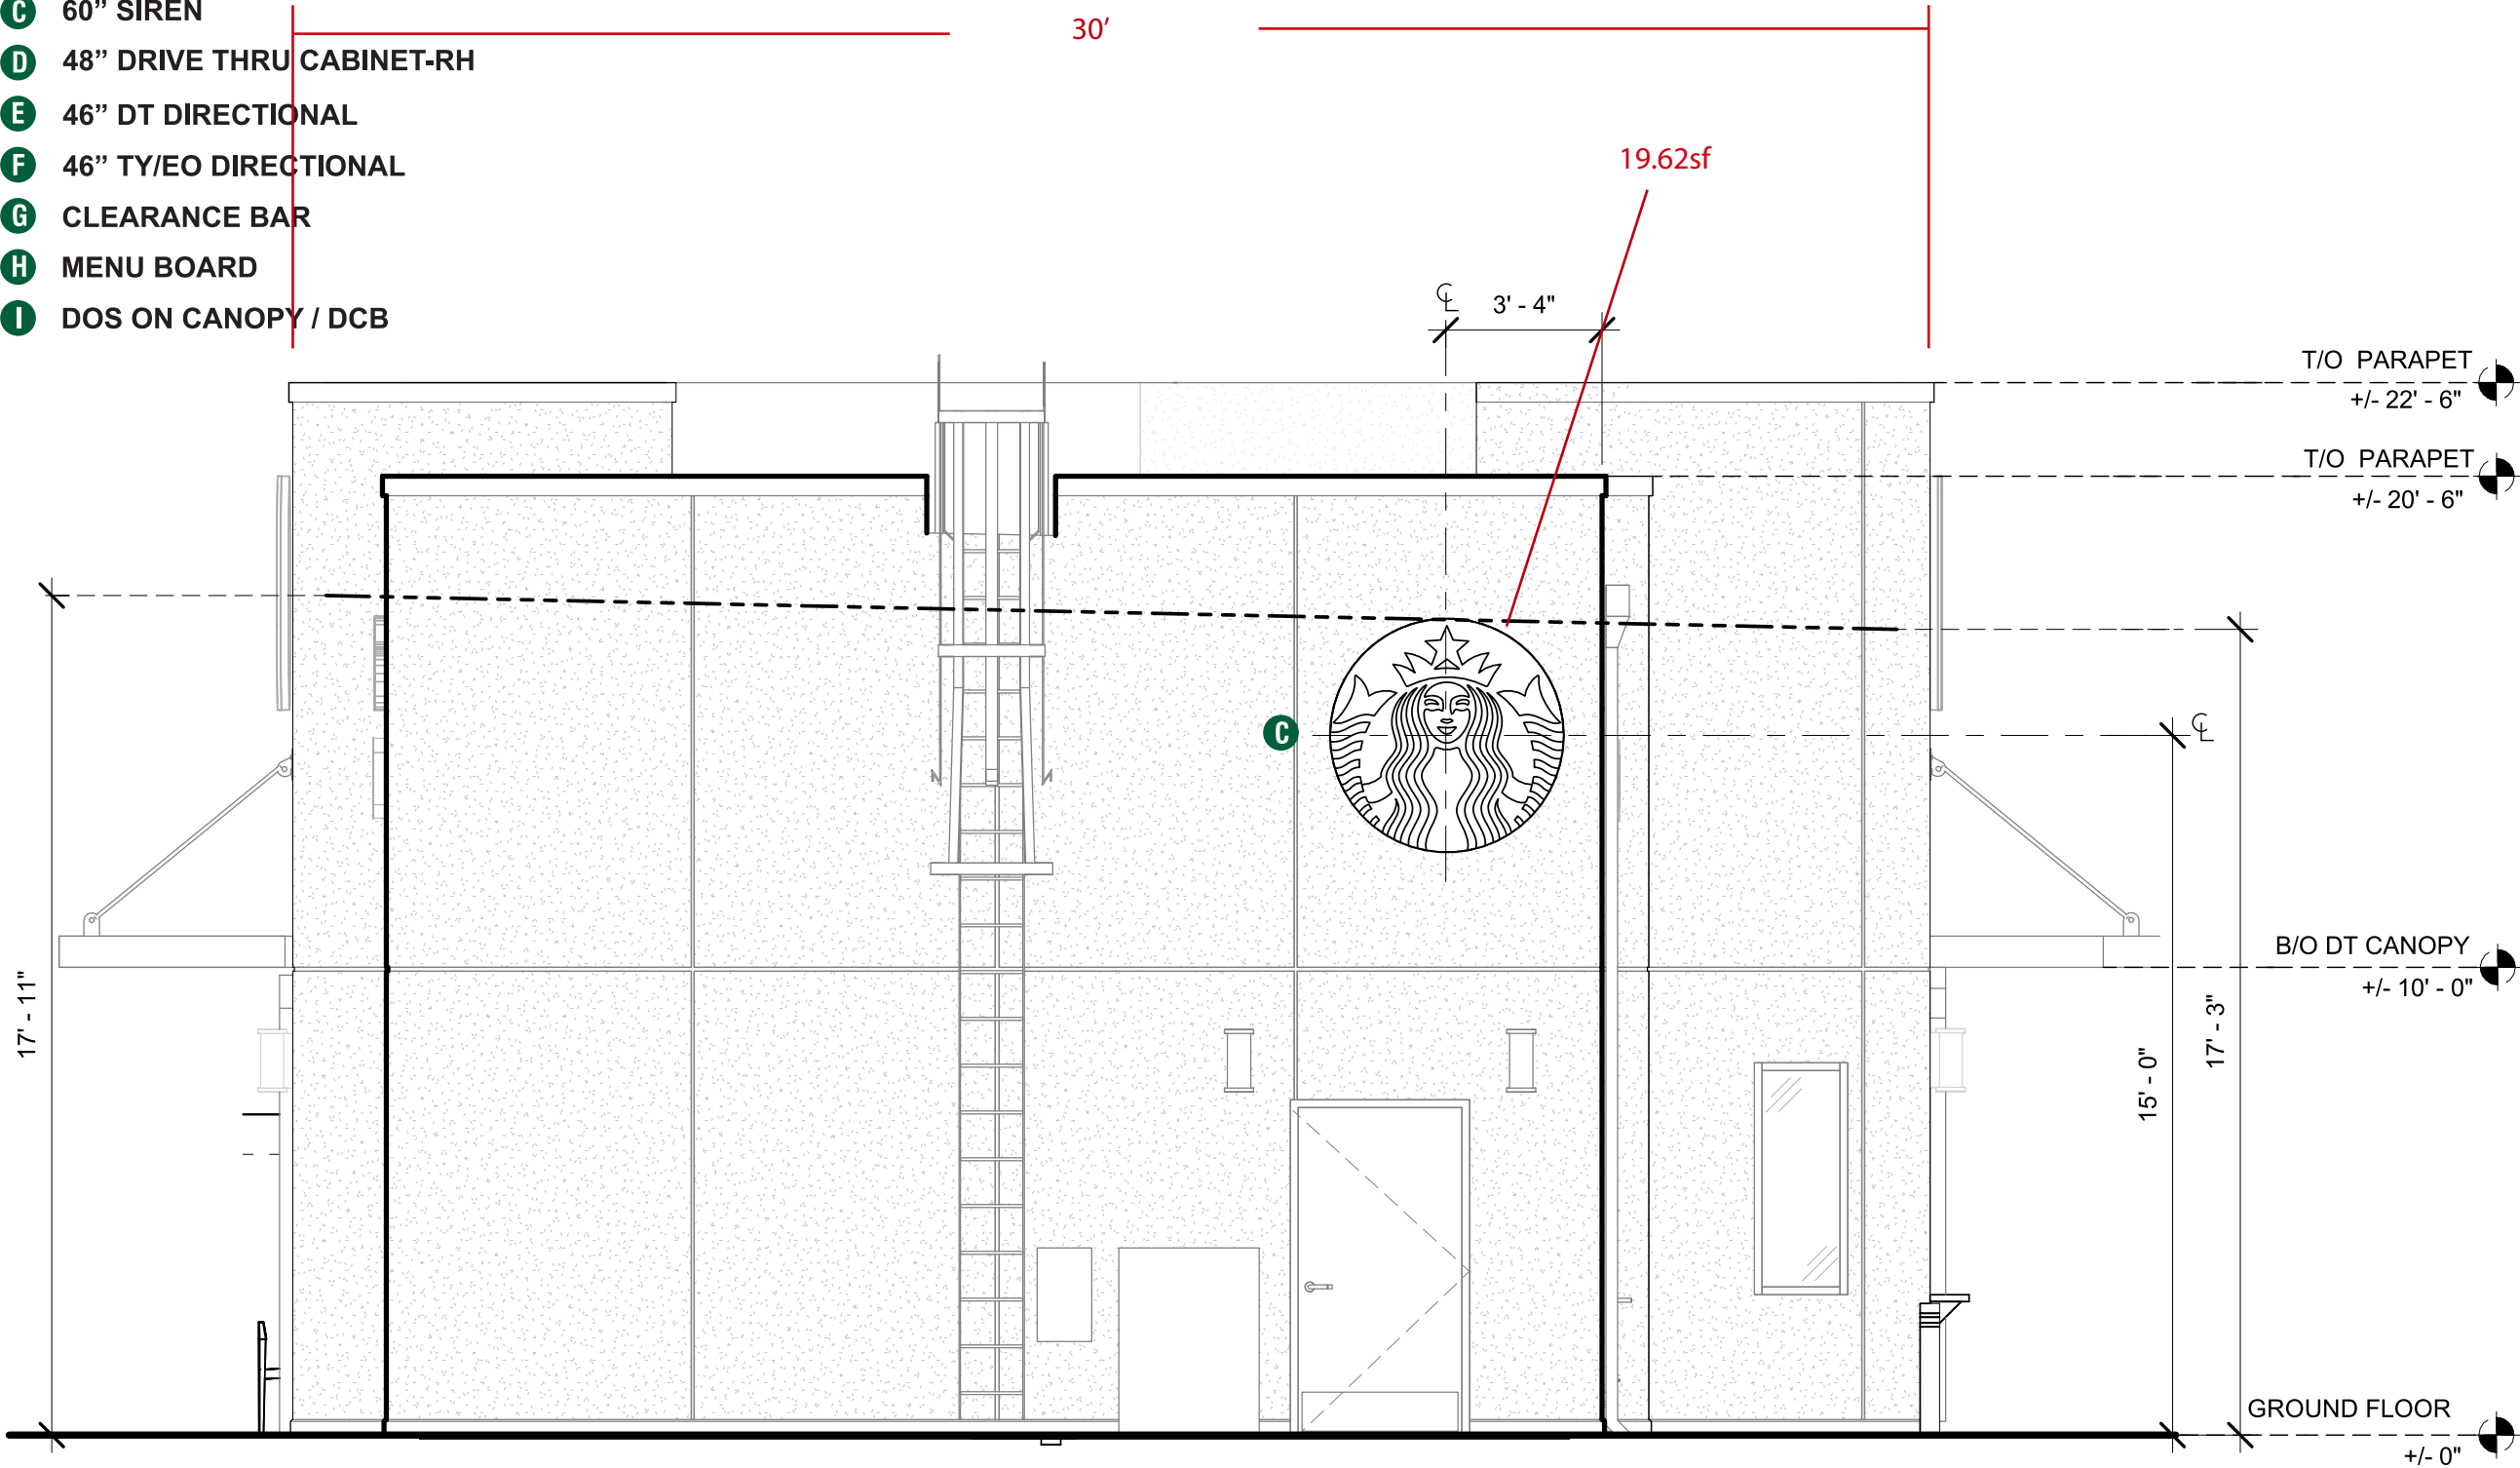 C 60” SIREN
D 48” DRIVE THRU CABINET-RH
E 46” DT DIRECTIONAL
F 46” TY/EO DIRECTIONAL
G CLEARANCE BAR
H MENU BOARD
I DOS ON CANOPY / DCB
30’
19.62sf
℄ 3' - 4"
T/O PARAPET
+/- 22' - 6"
T/O PARAPET
+/- 20' - 6"
C
℄
B/O DT CANOPY
+/- 10' - 0"
17' - 11"
15' - 0"
17' - 3"
GROUND FLOOR
+/- 0"